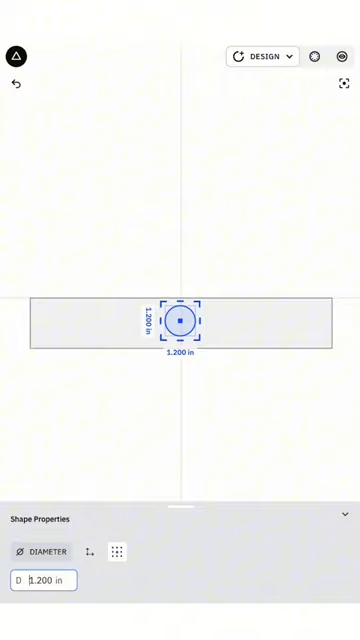 DESIGN
1.200 in
1.200 in
Shape Properties
DIAMETER
D 1.200 in